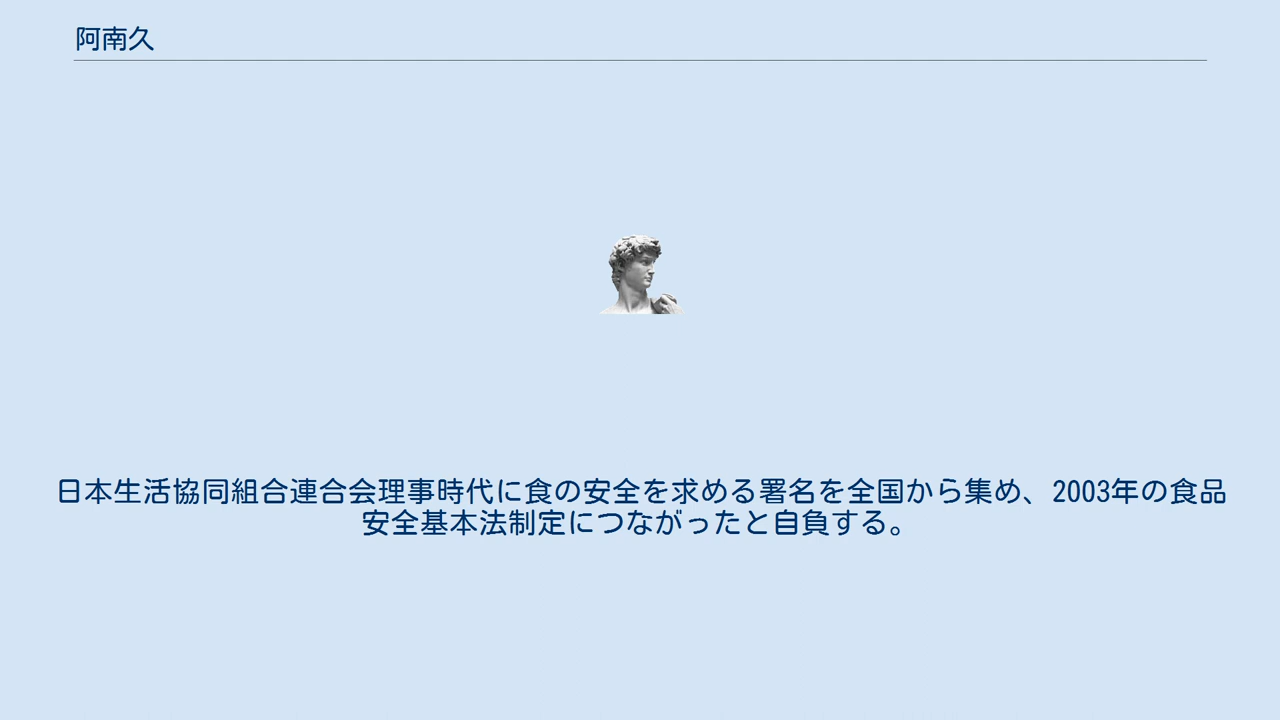 阿南久
日本生活協同組合連合会理事時代に食の安全を求める署名を全国から集め、2003年の食品
安全基本法制定につながったと自負する。